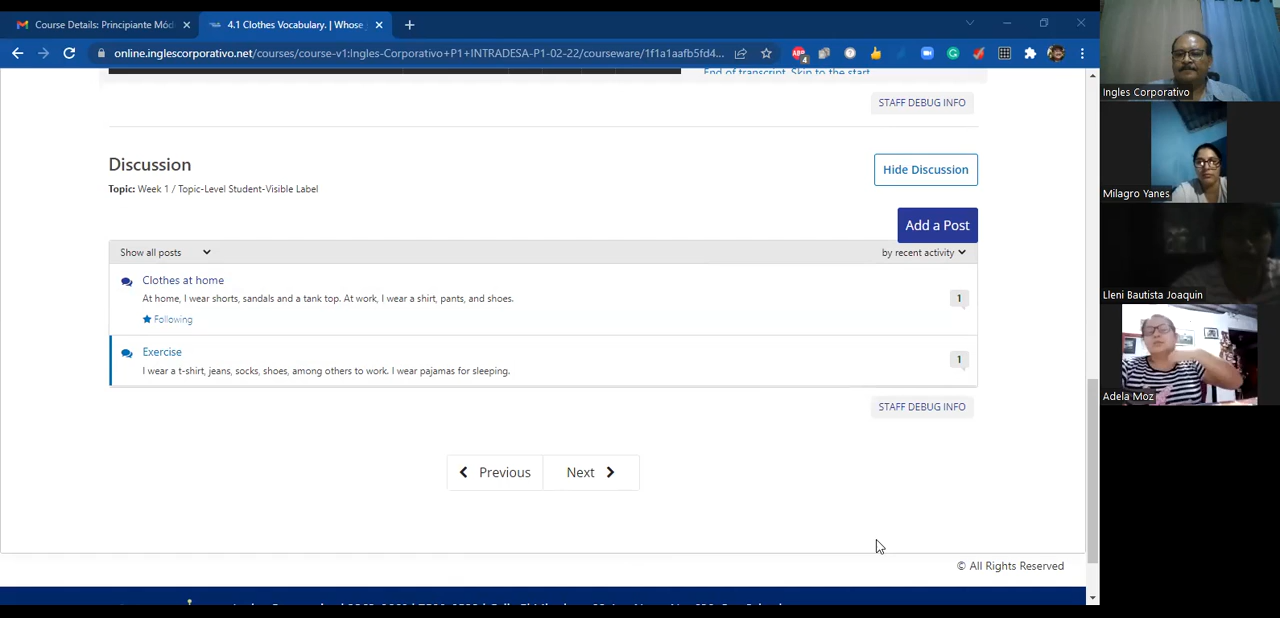 Course Details: Principiante Mód
4.1 Clothes Vocabulary. | Whose
online.inglescorporativo.net/courses/course-v1:Ingles-Corporativo+P1+INTRADESA-P1-02-22/courseware/1f1a1aafb5fd4...
ABP
4
End of transcript. Skip to the start.
STAFF DEBUG INFO
Discussion
Hide Discussion
Topic: Week 1 / Topic-Level Student-Visible Label
Add a Post
Show all posts
by recent activity
Clothes at home
At home, I wear shorts, sandals and a tank top. At work, I wear a shirt, pants, and shoes.
1
Following
Exercise
I wear a t-shirt, jeans, socks, shoes, among others to work. I wear pajamas for sleeping.
1
STAFF DEBUG INFO
Previous
Next
© All Rights Reserved
Ingles Corporativo
Milagro Yanes
Lleni Bautista Joaquin
Adela Moz